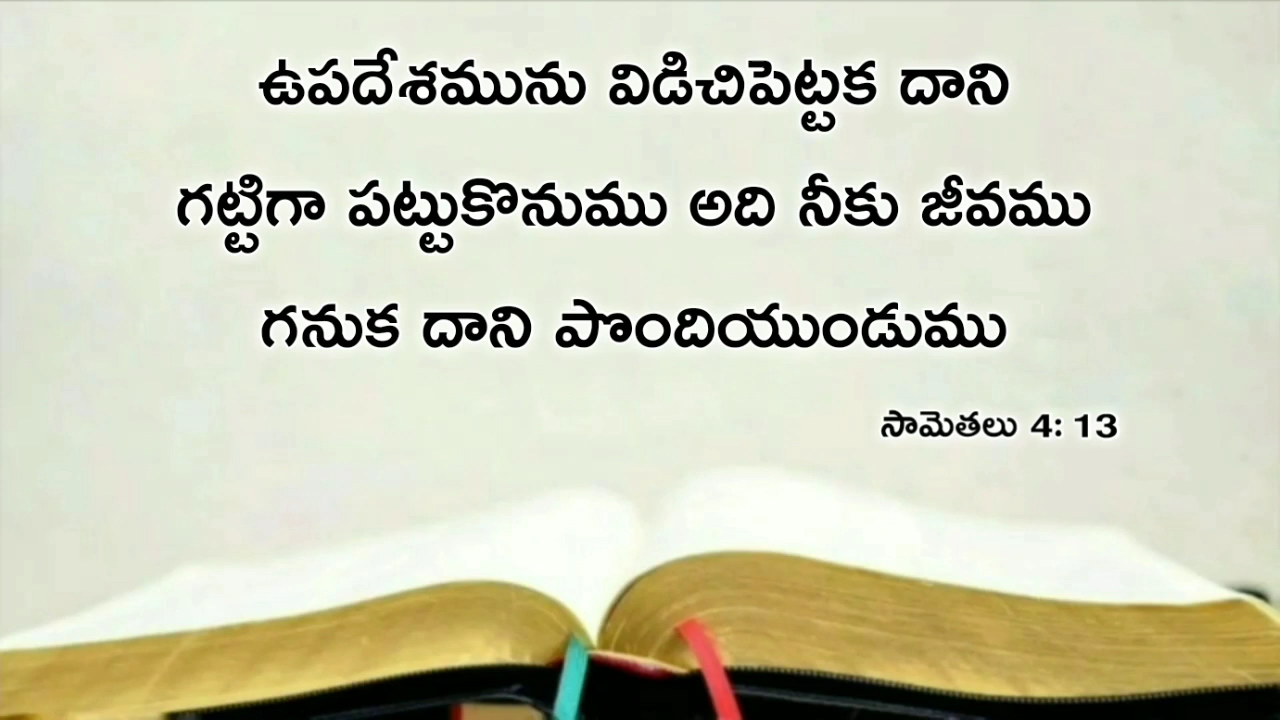 ఉపదేశమును విడిచిపెట్టక దాని
గట్టిగా పట్టుకొనుము అది నీకు జీవము
గనుక దాని పొందియుండుము
సామెతలు 4: 13